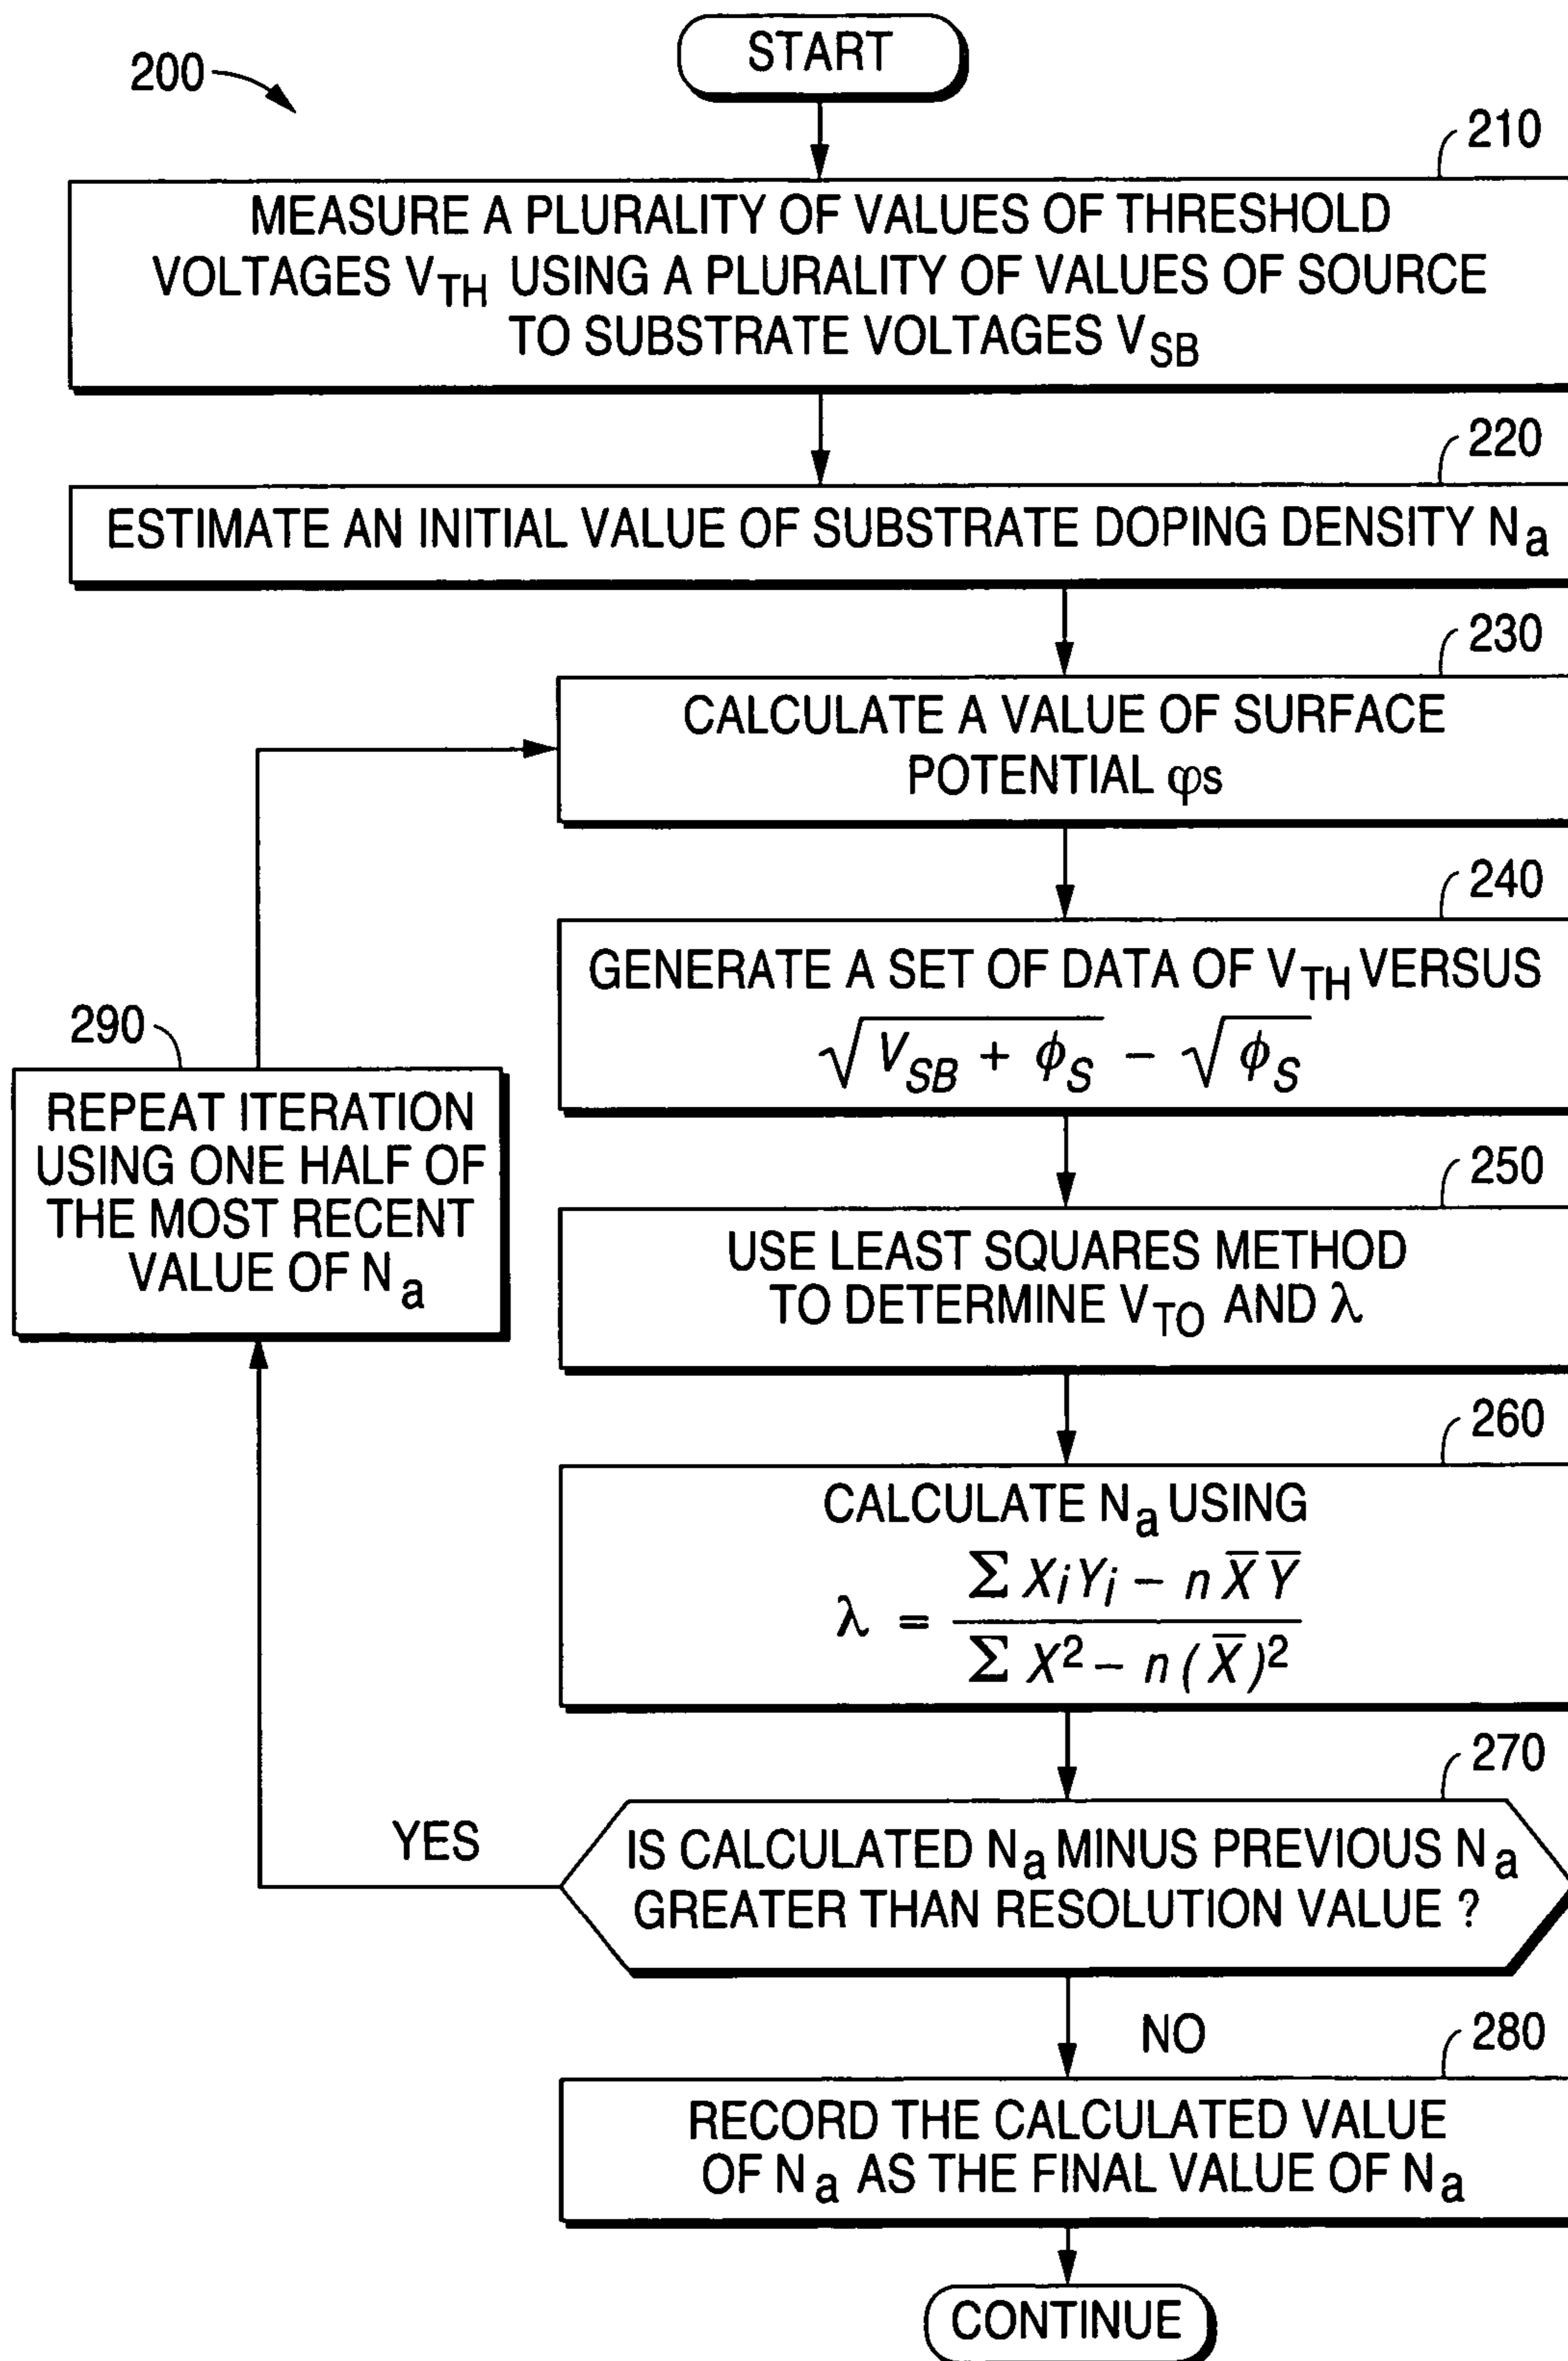 START
200
210
MEASURE A PLURALITY OF VALUES OF THRESHOLD
VOLTAGES V_TH USING A PLURALITY OF VALUES OF SOURCE
TO SUBSTRATE VOLTAGES V_SB
220
ESTIMATE AN INITIAL VALUE OF SUBSTRATE DOPING DENSITY N_a
230
CALCULATE A VALUE OF SURFACE
POTENTIAL φs
240
GENERATE A SET OF DATA OF V_TH VERSUS
√(V_SB + ϕ_S) − √ϕ_S
290
REPEAT ITERATION
USING ONE HALF OF
THE MOST RECENT
VALUE OF N_a
250
USE LEAST SQUARES METHOD
TO DETERMINE V_TO AND λ
260
CALCULATE N_a USING
λ = (Σ X_i Y_i − n X̅ Y̅) / (Σ X² − n (X̅)²)
270
YES
IS CALCULATED N_a MINUS PREVIOUS N_a
GREATER THAN RESOLUTION VALUE ?
NO
280
RECORD THE CALCULATED VALUE
OF N_a AS THE FINAL VALUE OF N_a
CONTINUE